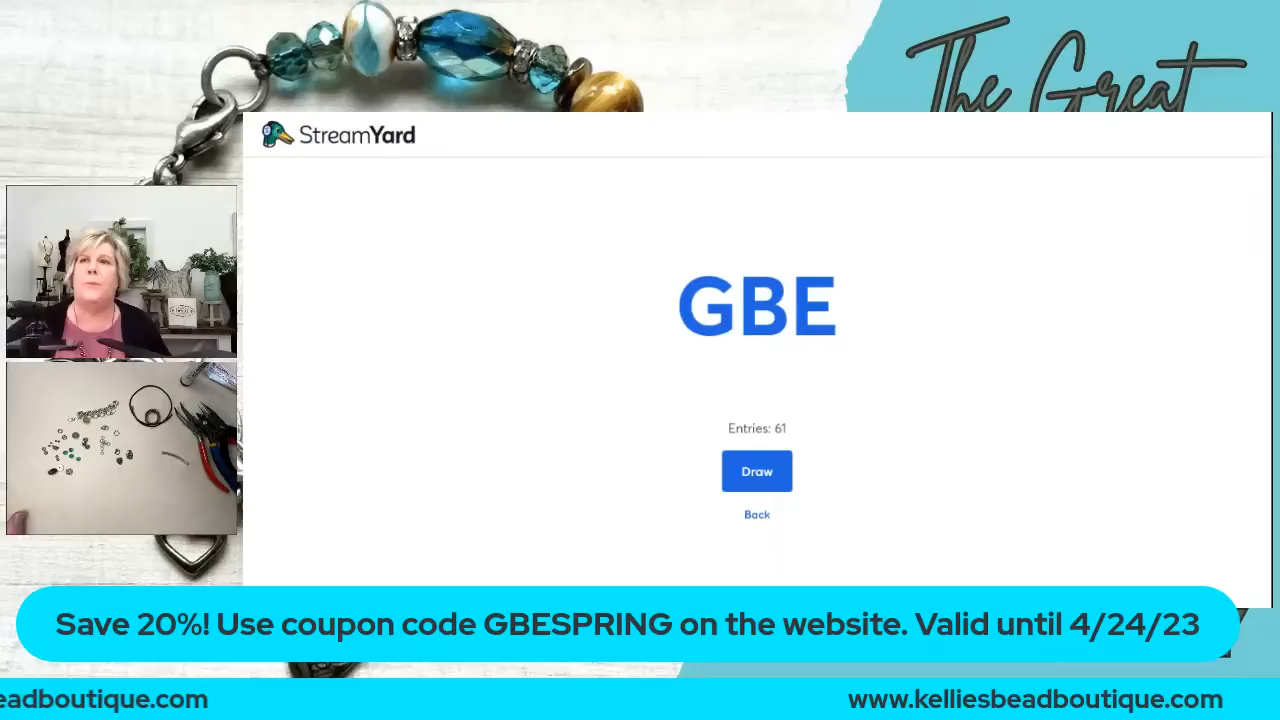 The Great
StreamYard
GBE
Entries: 61
Draw
Back
Save 20%! Use coupon code GBESPRING on the website. Valid until 4/24/23
eadboutique.com
www.kelliesbeadboutique.com